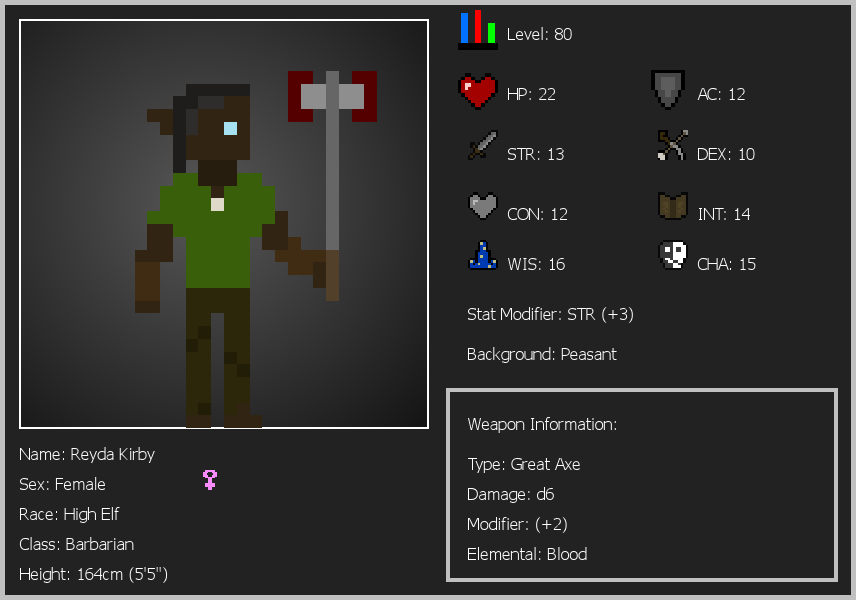 Level: 80
HP: 22
AC: 12
STR: 13
DEX: 10
CON: 12
INT: 14
WIS: 16
CHA: 15
Stat Modifier: STR (+3)
Background: Peasant
Weapon Information:
Type: Great Axe
Damage: d6
Modifier: (+2)
Elemental: Blood
Name: Reyda Kirby
Sex: Female
Race: High Elf
Class: Barbarian
Height: 164cm (5'5")